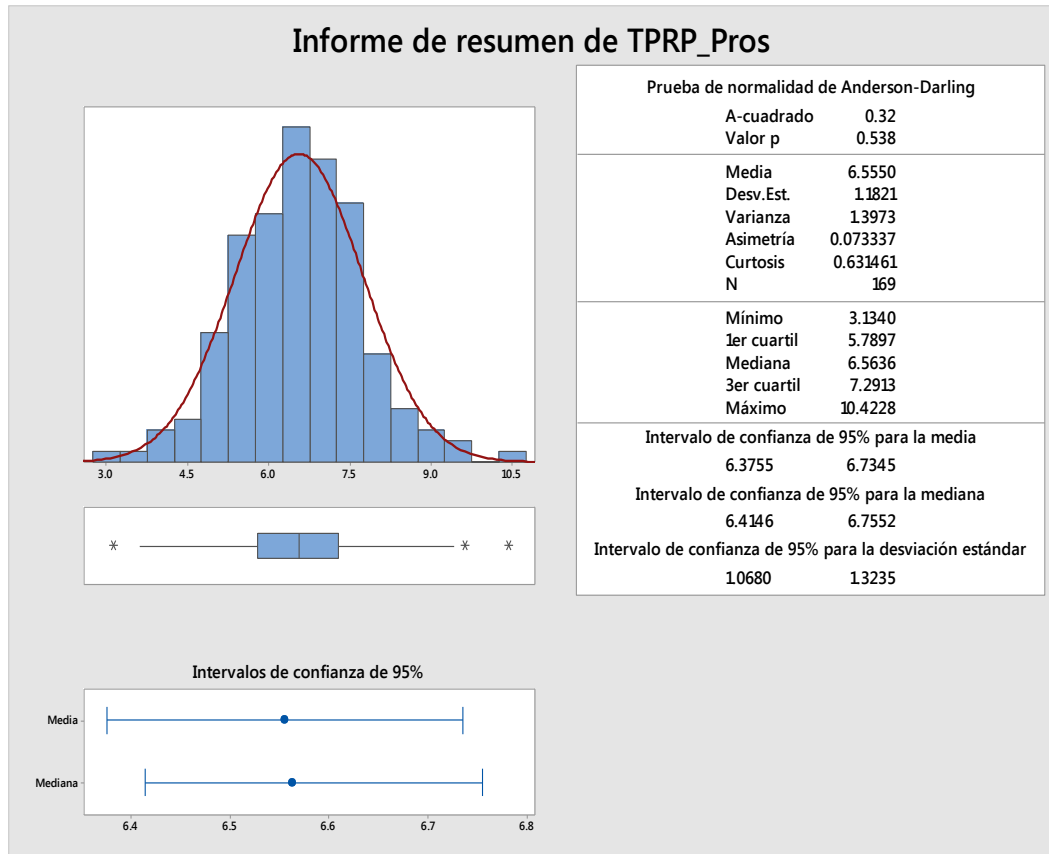 Informe de resumen de TPRP_Pros
3.0 4.5 6.0 7.5 9.0 10.5
Prueba de normalidad de Anderson-Darling
A-cuadrado 0.32
Valor p 0.538
Media 6.5550
Desv.Est. 1.1821
Varianza 1.3973
Asimetría 0.073337
Curtosis 0.631461
N 169
Mínimo 3.1340
1er cuartil 5.7897
Mediana 6.5636
3er cuartil 7.2913
Máximo 10.4228
Intervalo de confianza de 95% para la media
6.3755 6.7345
Intervalo de confianza de 95% para la mediana
6.4146 6.7552
Intervalo de confianza de 95% para la desviación estándar
1.0680 1.3235
Intervalos de confianza de 95%
Media
Mediana
6.4 6.5 6.6 6.7 6.8